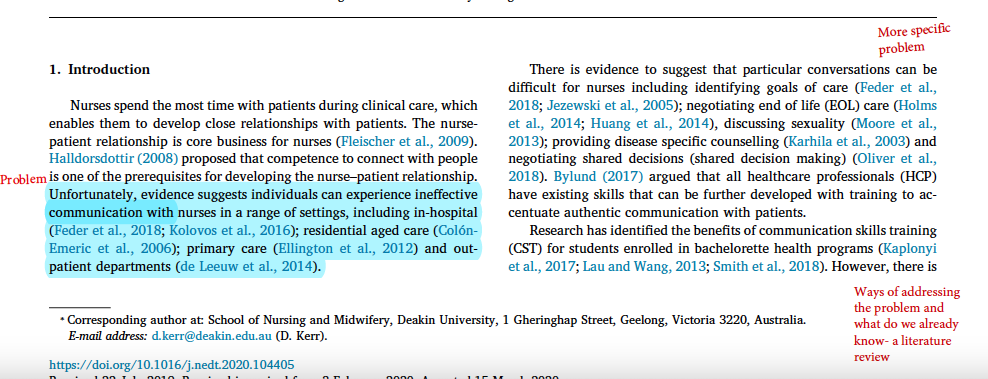 1. Introduction
Nurses spend the most time with patients during clinical care, which
enables them to develop close relationships with patients. The nurse-
patient relationship is core business for nurses (Fleischer et al., 2009).
Halldorsdottir (2008) proposed that competence to connect with people
is one of the prerequisites for developing the nurse–patient relationship.
Problem
Unfortunately, evidence suggests individuals can experience ineffective
communication with nurses in a range of settings, including in-hospital
(Feder et al., 2018; Kolovos et al., 2016); residential aged care (Colón-
Emeric et al., 2006); primary care (Ellington et al., 2012) and out-
patient departments (de Leeuw et al., 2014).
More specific
problem
There is evidence to suggest that particular conversations can be
difficult for nurses including identifying goals of care (Feder et al.,
2018; Jezewski et al., 2005); negotiating end of life (EOL) care (Holms
et al., 2014; Huang et al., 2014), discussing sexuality (Moore et al.,
2013); providing disease specific counselling (Karhila et al., 2003) and
negotiating shared decisions (shared decision making) (Oliver et al.,
2018). Bylund (2017) argued that all healthcare professionals (HCP)
have existing skills that can be further developed with training to ac-
centuate authentic communication with patients.
Research has identified the benefits of communication skills training
(CST) for students enrolled in bachelorette health programs (Kaplonyi
et al., 2017; Lau and Wang, 2013; Smith et al., 2018). However, there is
Ways of addressing
the problem and
what do we already
know- a literature
review
* Corresponding author at: School of Nursing and Midwifery, Deakin University, 1 Gheringhap Street, Geelong, Victoria 3220, Australia.
E-mail address: d.kerr@deakin.edu.au (D. Kerr).
https://doi.org/10.1016/j.nedt.2020.104405